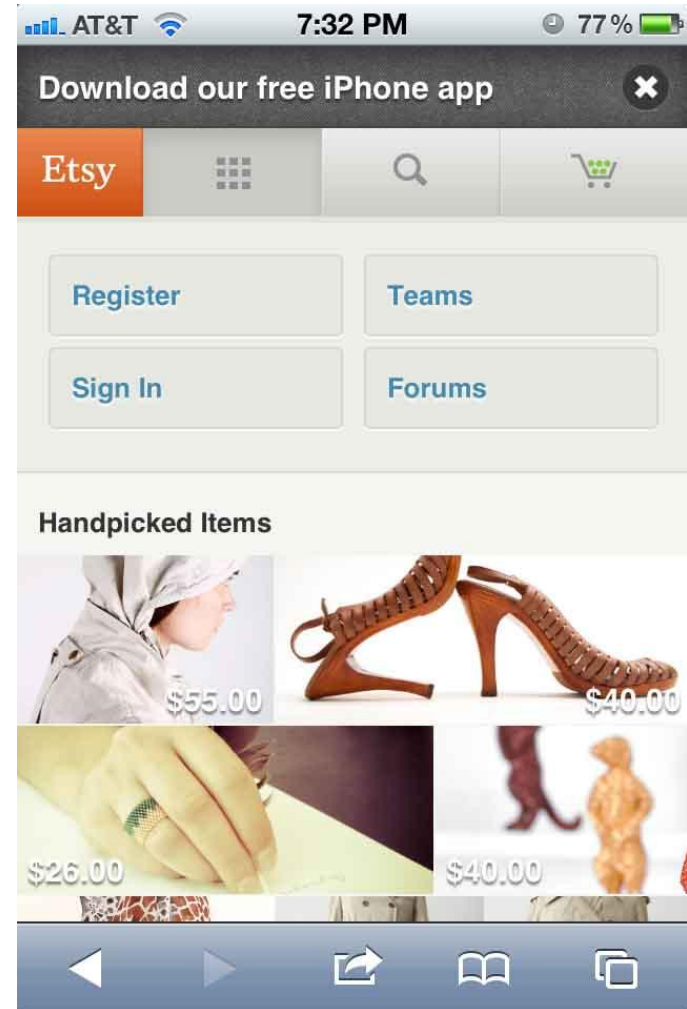 AT&T 7:32 PM 77%
Download our free iPhone app
Etsy
Register Teams
Sign In Forums
Handpicked Items
$55.00 $40.00
$26.00 $40.00